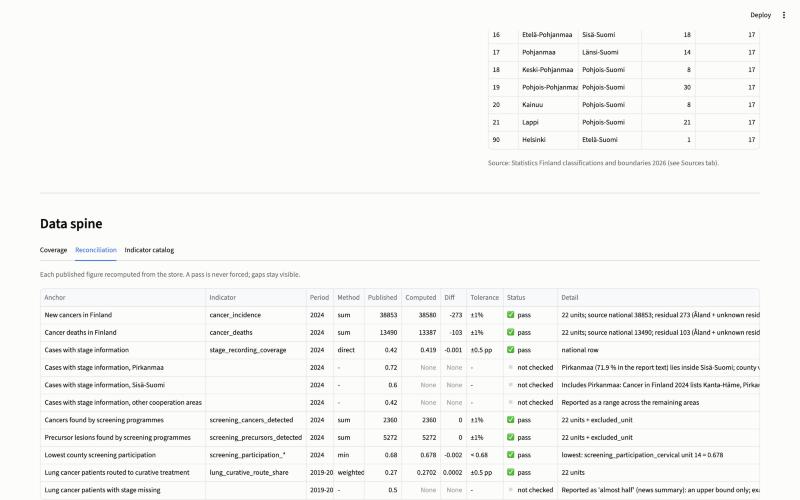 Deploy
16 Etelä-Pohjanmaa Sisä-Suomi 18 17
17 Pohjanmaa Länsi-Suomi 14 17
18 Keski-Pohjanmaa Pohjois-Suomi 8 17
19 Pohjois-Pohjanmaa Pohjois-Suomi 30 17
20 Kainuu Pohjois-Suomi 8 17
21 Lappi Pohjois-Suomi 21 17
90 Helsinki Etelä-Suomi 1 17
Source: Statistics Finland classifications and boundaries 2026 (see Sources tab).
Data spine
Coverage Reconciliation Indicator catalog
Each published figure recomputed from the store. A pass is never forced; gaps stay visible.
Anchor Indicator Period Method Published Computed Diff Tolerance Status Detail
New cancers in Finland cancer_incidence 2024 sum 38853 38580 -273 ±1% ✅ pass 22 units; source national 38853; residual 273 (Åland + unknown resid
Cancer deaths in Finland cancer_deaths 2024 sum 13490 13387 -103 ±1% ✅ pass 22 units; source national 13490; residual 103 (Åland + unknown resid
Cases with stage information stage_recording_coverage 2024 direct 0.42 0.419 -0.001 ±0.5 pp ✅ pass national row
Cases with stage information, Pirkanmaa 2024 - 0.72 None None - not checked Pirkanmaa (71.9 % in the report text) lies inside Sisä-Suomi; county v
Cases with stage information, Sisä-Suomi 2024 - 0.6 None None - not checked Includes Pirkanmaa: Cancer in Finland 2024 lists Kanta-Häme, Pirka
Cases with stage information, other cooperation areas 2024 - 0.42 None None - not checked Reported as a range across the remaining areas
Cancers found by screening programmes screening_cancers_detected 2024 sum 2360 2360 0 ±1% ✅ pass 22 units + excluded_unit
Precursor lesions found by screening programmes screening_precursors_detected 2024 sum 5272 5272 0 ±1% ✅ pass 22 units + excluded_unit
Lowest county screening participation screening_participation_* 2024 min 0.68 0.678 -0.002 < 0.68 ✅ pass lowest: screening_participation_cervical unit 14 = 0.678
Lung cancer patients routed to curative treatment lung_curative_route_share 2019-20 weighted 0.27 0.2702 0.0002 ±0.5 pp ✅ pass 22 units
Lung cancer patients with stage missing 2019-20 - 0.5 None None - not checked Reported as 'almost half' (news summary): an upper bound only; ex